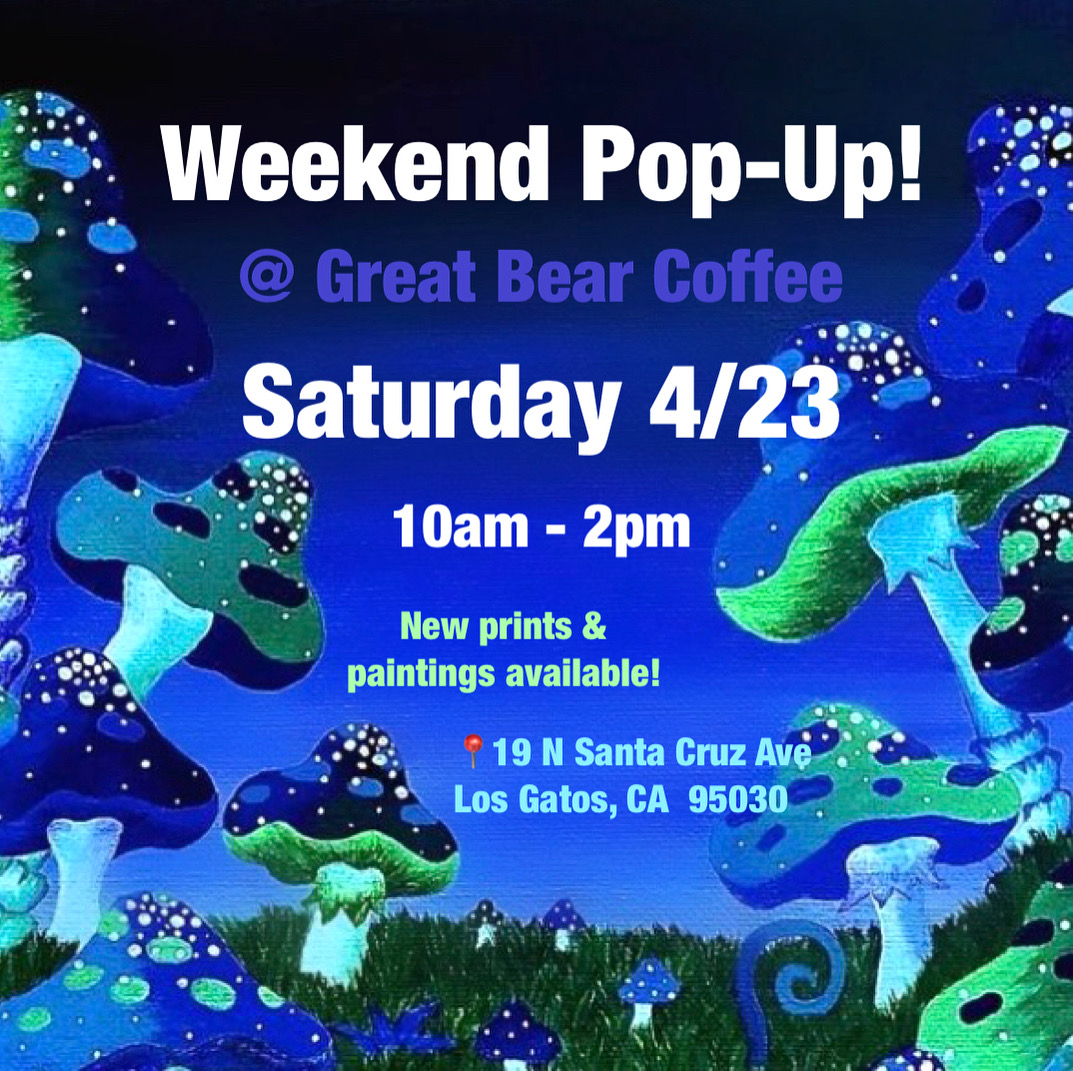 Weekend Pop-Up!
@ Great Bear Coffee
Saturday 4/23
10am - 2pm
New prints &
paintings available!
📍19 N Santa Cruz Ave
Los Gatos, CA 95030